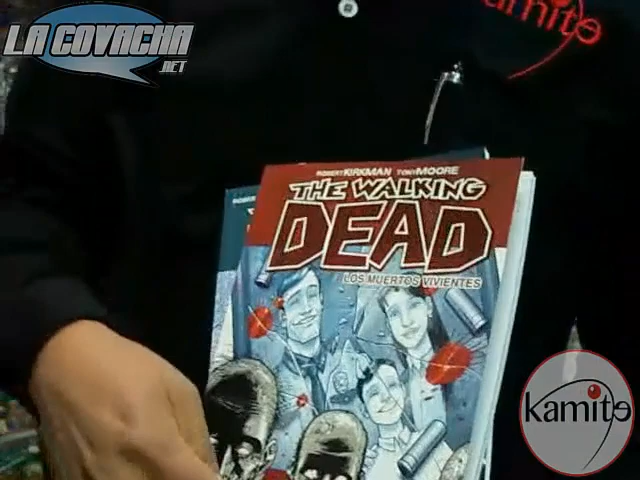 LA COVACHA
.NET
kamite
ROBERT KIRKMAN TONY MOORE
THE WALKING
DEAD
LOS MUERTOS VIVIENTES
kamite